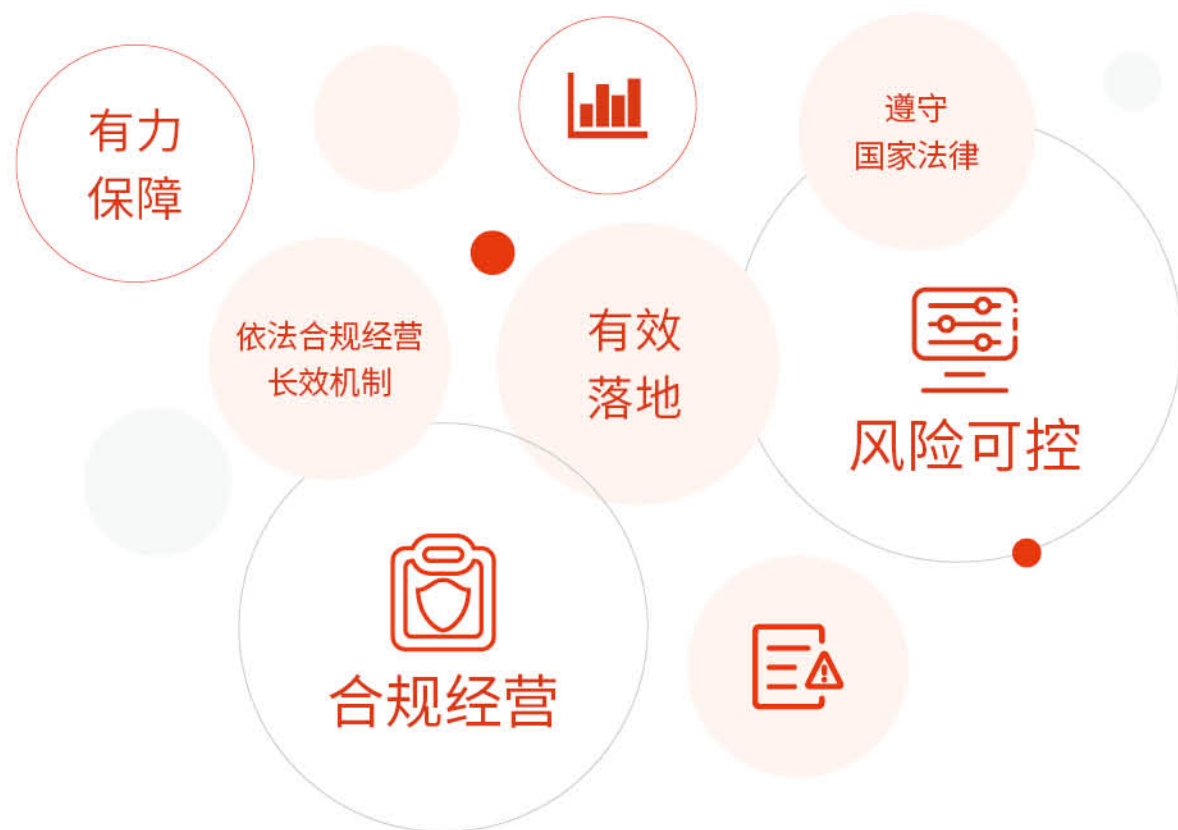 有力
保障
遵守
国家法律
依法合规经营
长效机制
有效
落地
风险可控
合规经营